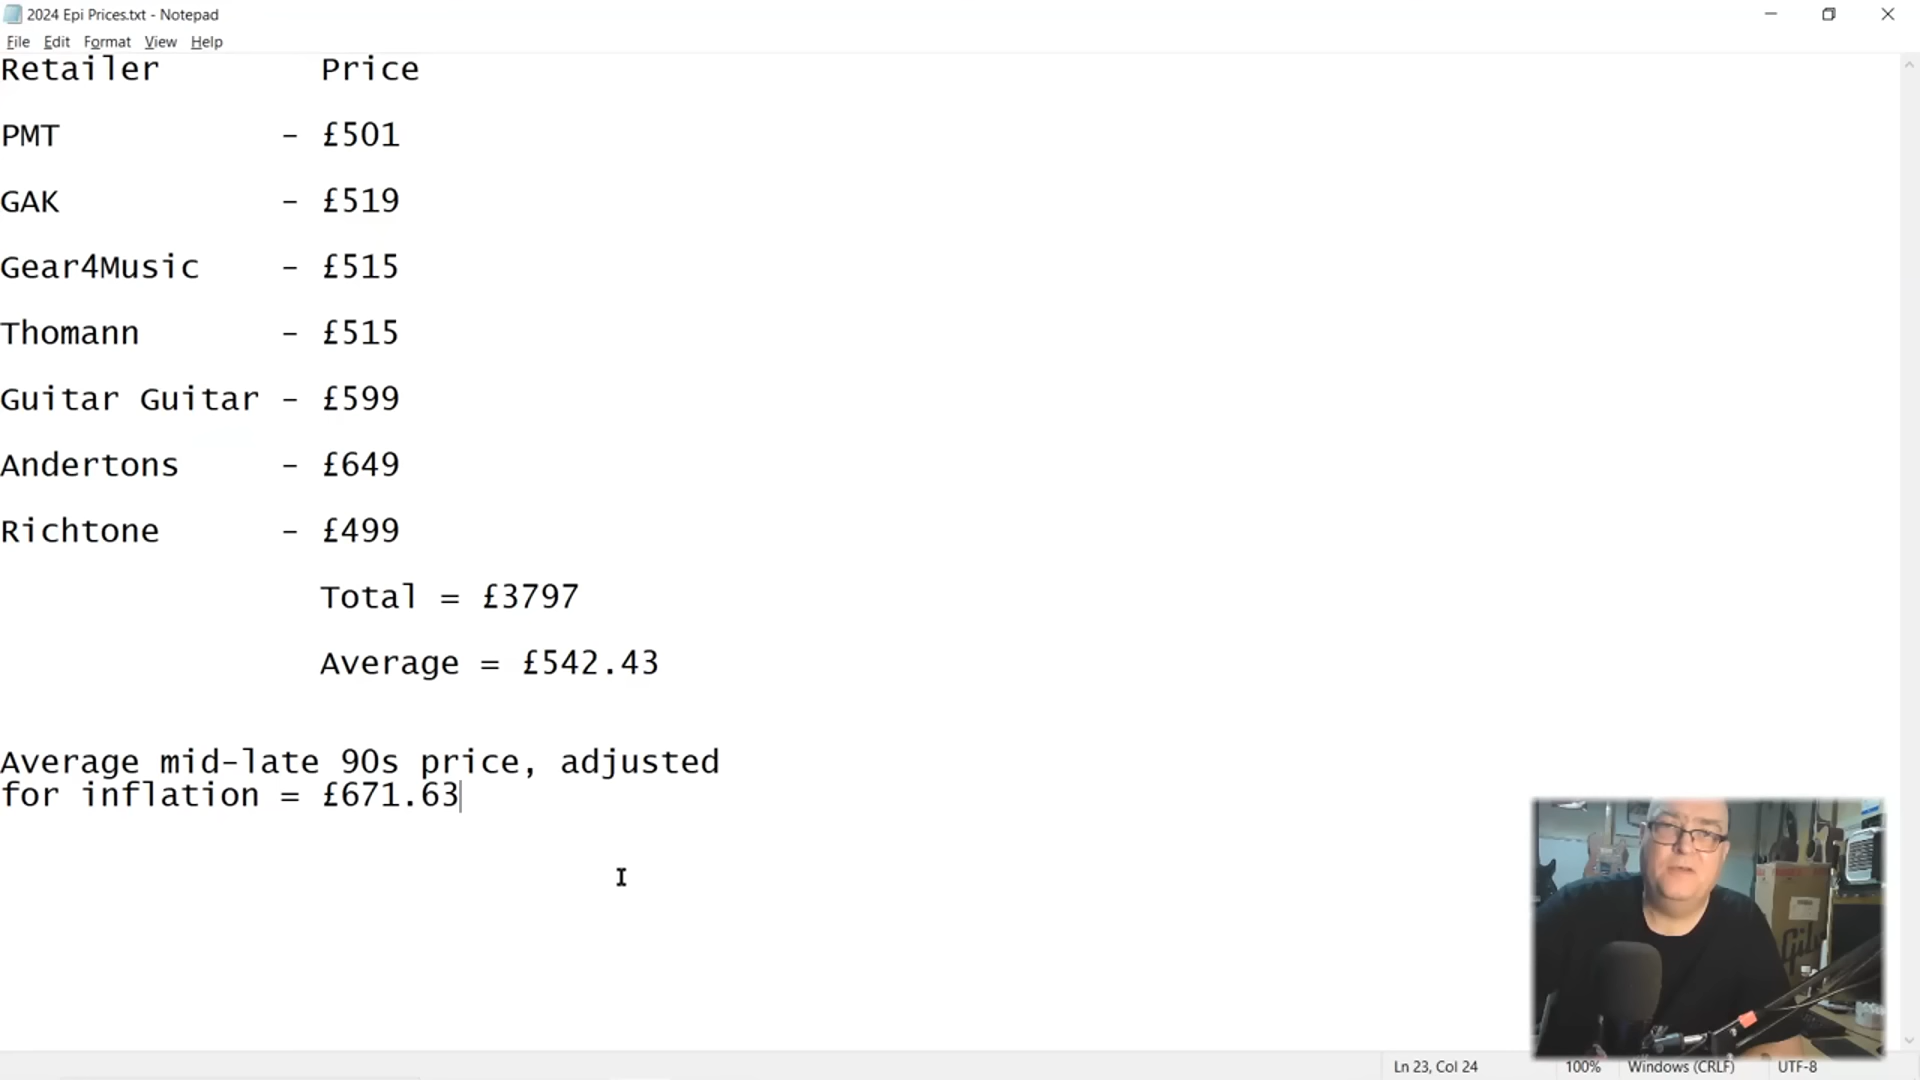 2024 Epi Prices.txt - Notepad
File Edit Format View Help
Retailer Price
PMT - £501
GAK - £519
Gear4Music - £515
Thomann - £515
Guitar Guitar - £599
Andertons - £649
Richtone - £499
Total = £3797
Average = £542.43
Average mid-late 90s price, adjusted
for inflation = £671.63
Ln 23, Col 24 100% Windows (CRLF) UTF-8